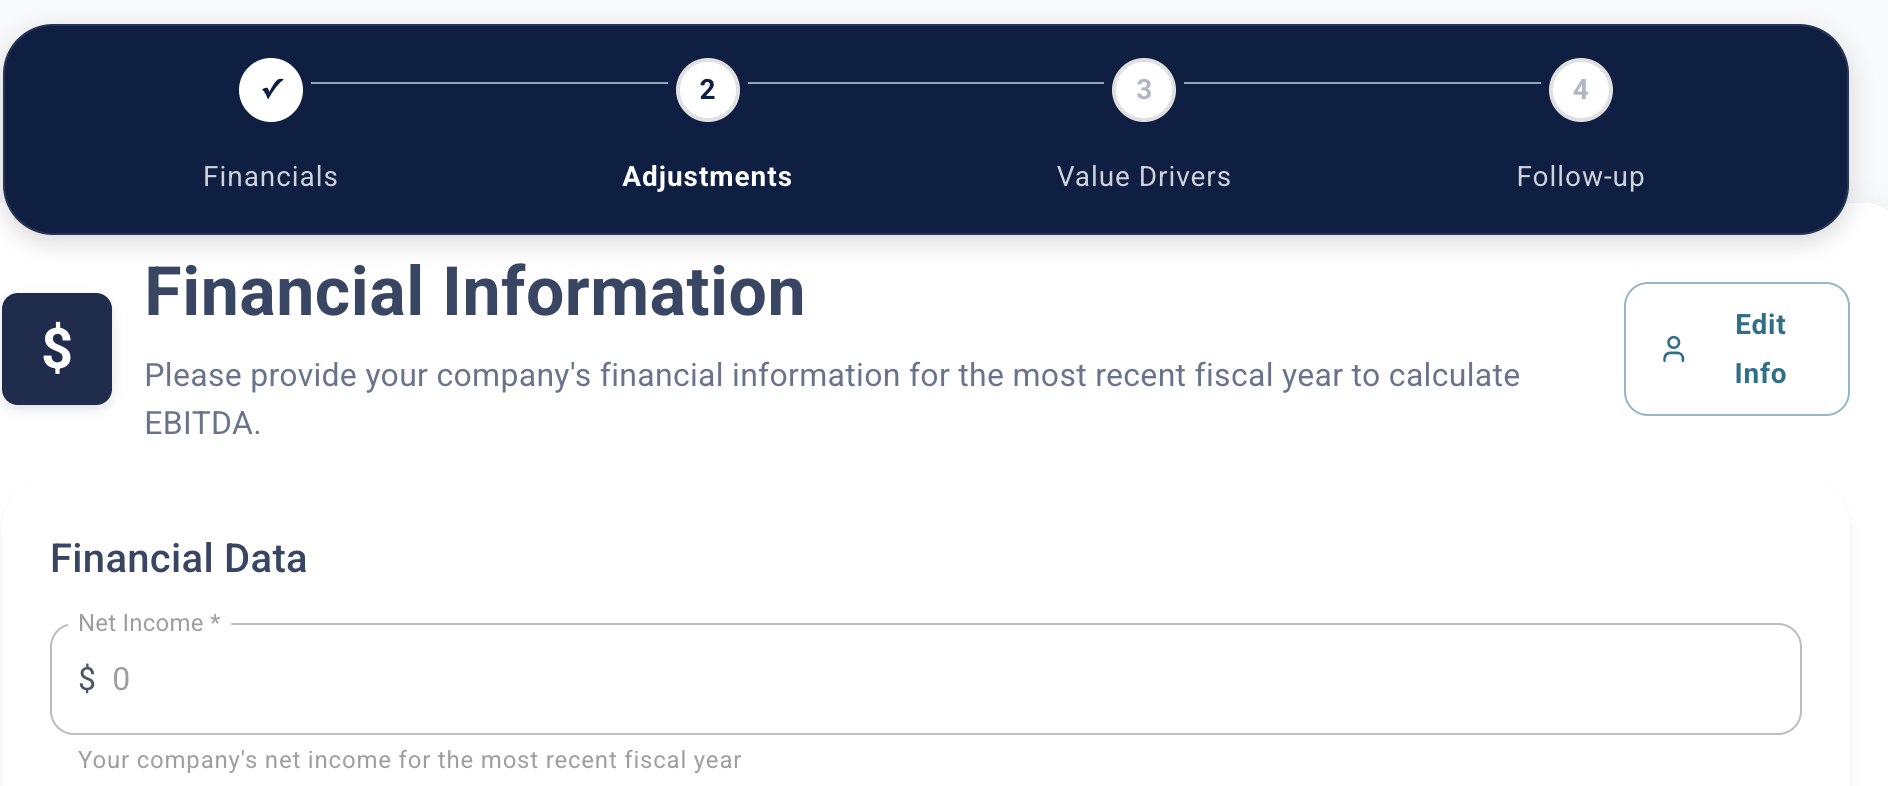 ✓
2
3
4
Financials
Adjustments
Value Drivers
Follow-up
$
Financial Information
Please provide your company's financial information for the most recent fiscal year to calculate
EBITDA.
Edit
Info
Financial Data
Net Income *
$ 0
Your company's net income for the most recent fiscal year